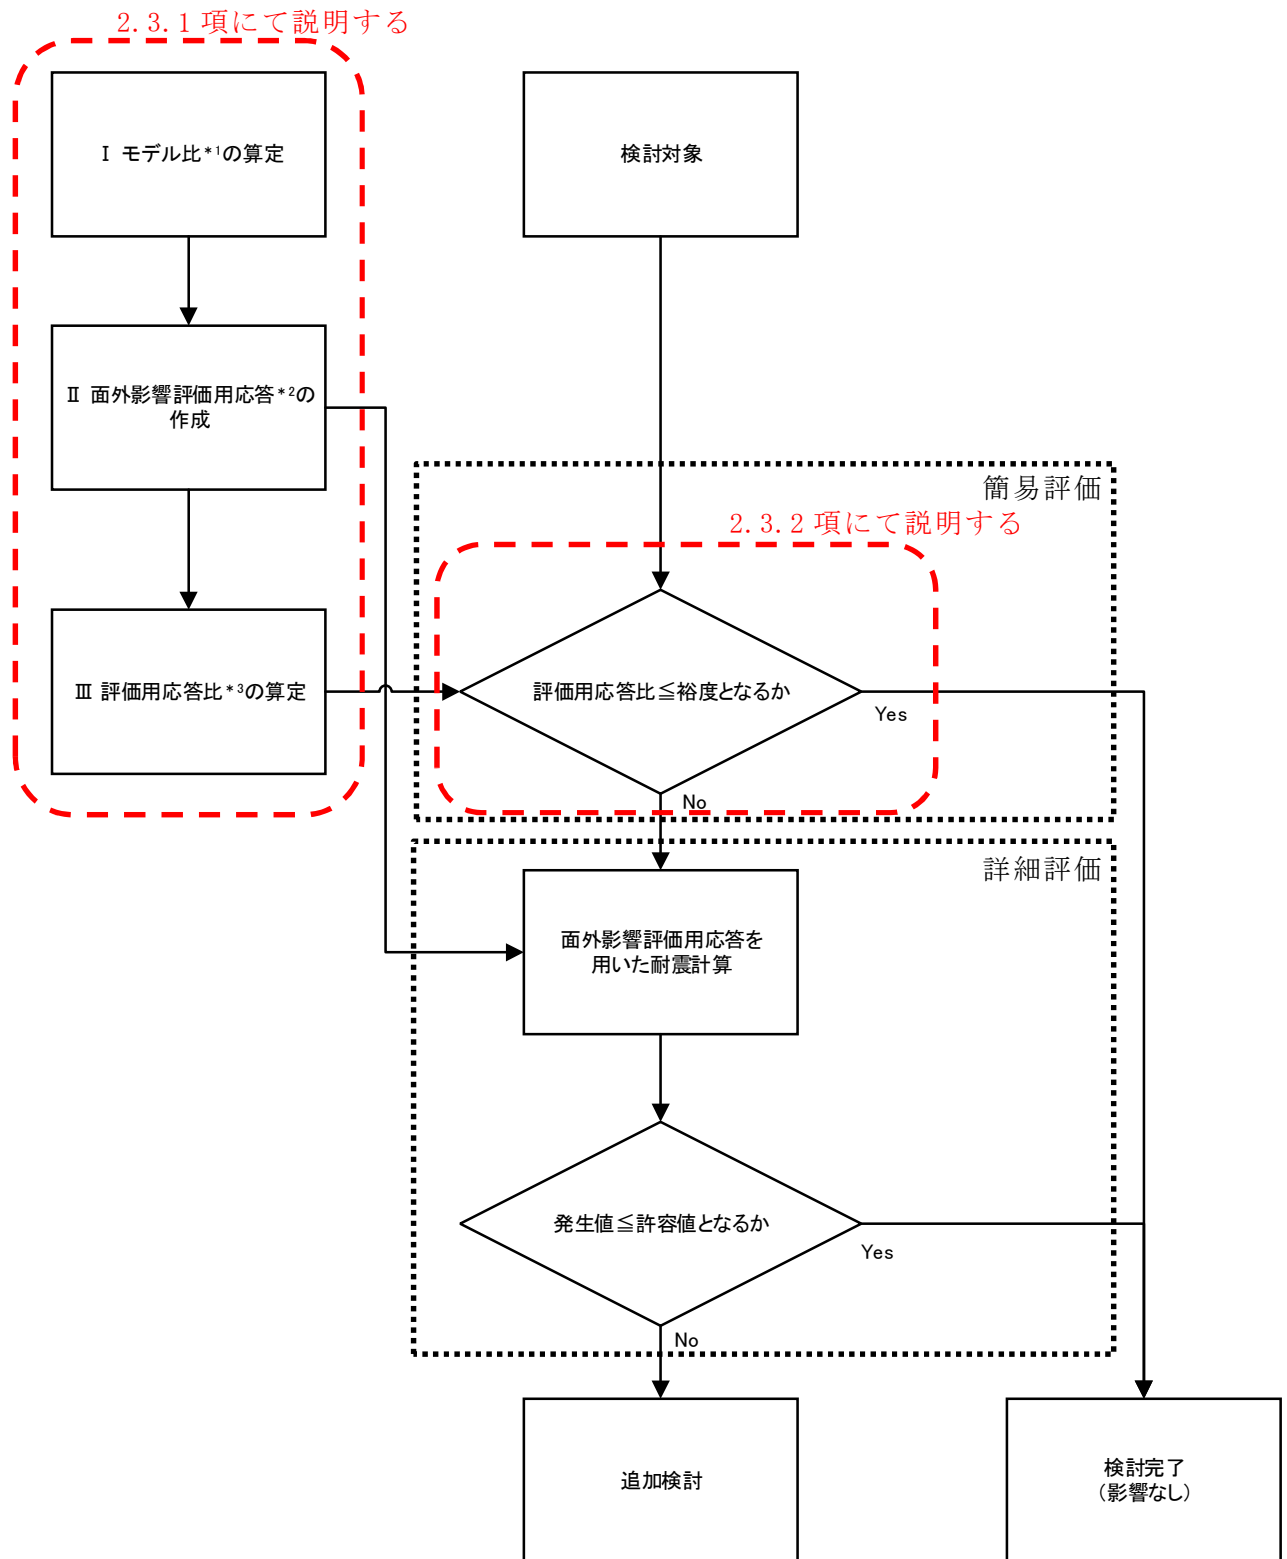 2.3.1 項にて説明する
Ⅰ モデル比*1の算定
検討対象
Ⅱ 面外影響評価用応答*2の
作成
簡易評価
2.3.2 項にて説明する
Ⅲ 評価用応答比*3の算定
評価用応答比≦裕度となるか
Yes
No
詳細評価
面外影響評価用応答を
用いた耐震計算
発生値≦許容値となるか
Yes
No
追加検討
検討完了
(影響なし)